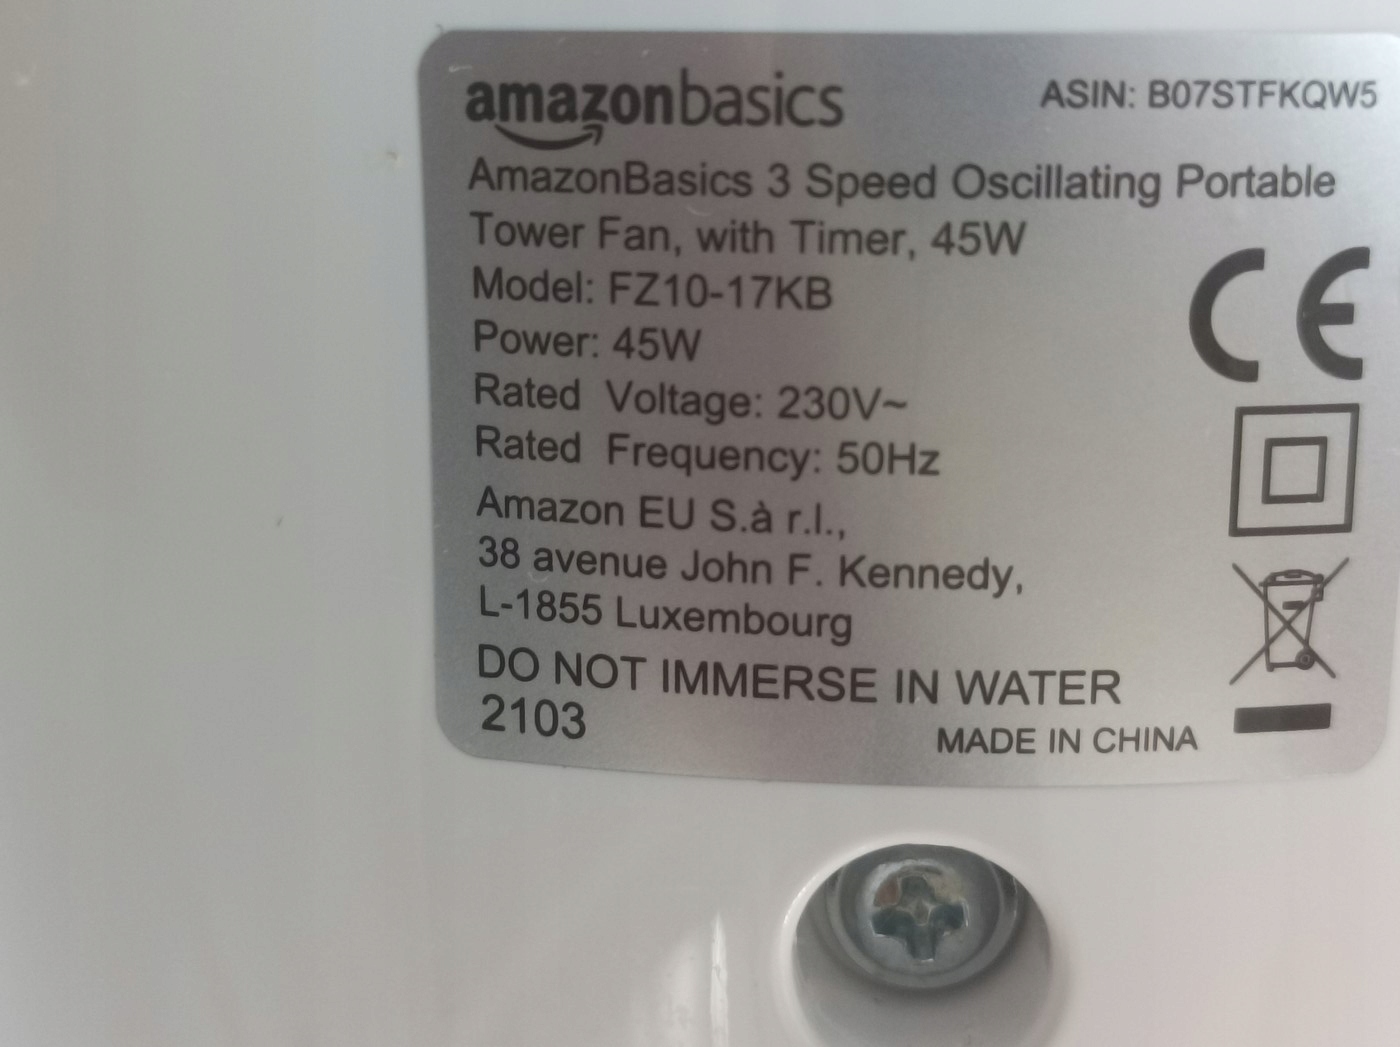 amazonbasics
ASIN: B07STFKQW5
AmazonBasics 3 Speed Oscillating Portable
Tower Fan, with Timer, 45W
Model: FZ10-17KB
Power: 45W
Rated Voltage: 230V~
Rated Frequency: 50Hz
Amazon EU S.à r.l.,
38 avenue John F. Kennedy,
L-1855 Luxembourg
DO NOT IMMERSE IN WATER
2103
MADE IN CHINA
CE